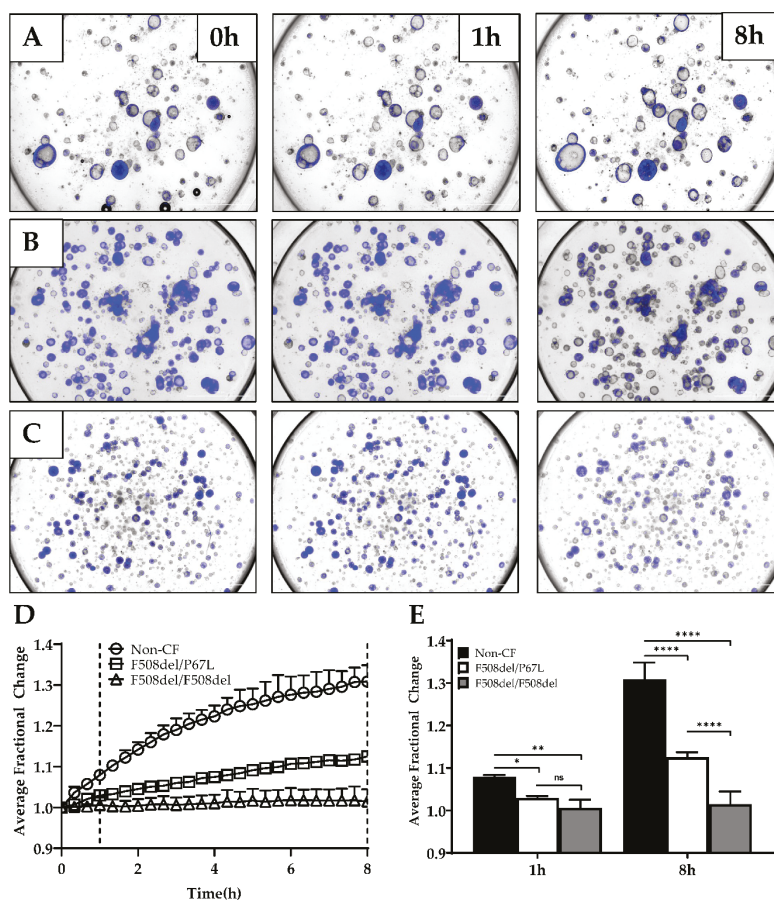 A 0h 1h 8h
B
C
D
Non-CF
F508del/P67L
F508del/F508del
Average Fractional Change
1.4
1.3
1.2
1.1
1.0
0.9
0 2 4 6 8
Time(h)
E
Non-CF
F508del/P67L
F508del/F508del
Average Fractional Change
1.4
1.3
1.2
1.1
1.0
0.9
**
*
ns
****
****
****
1h 8h